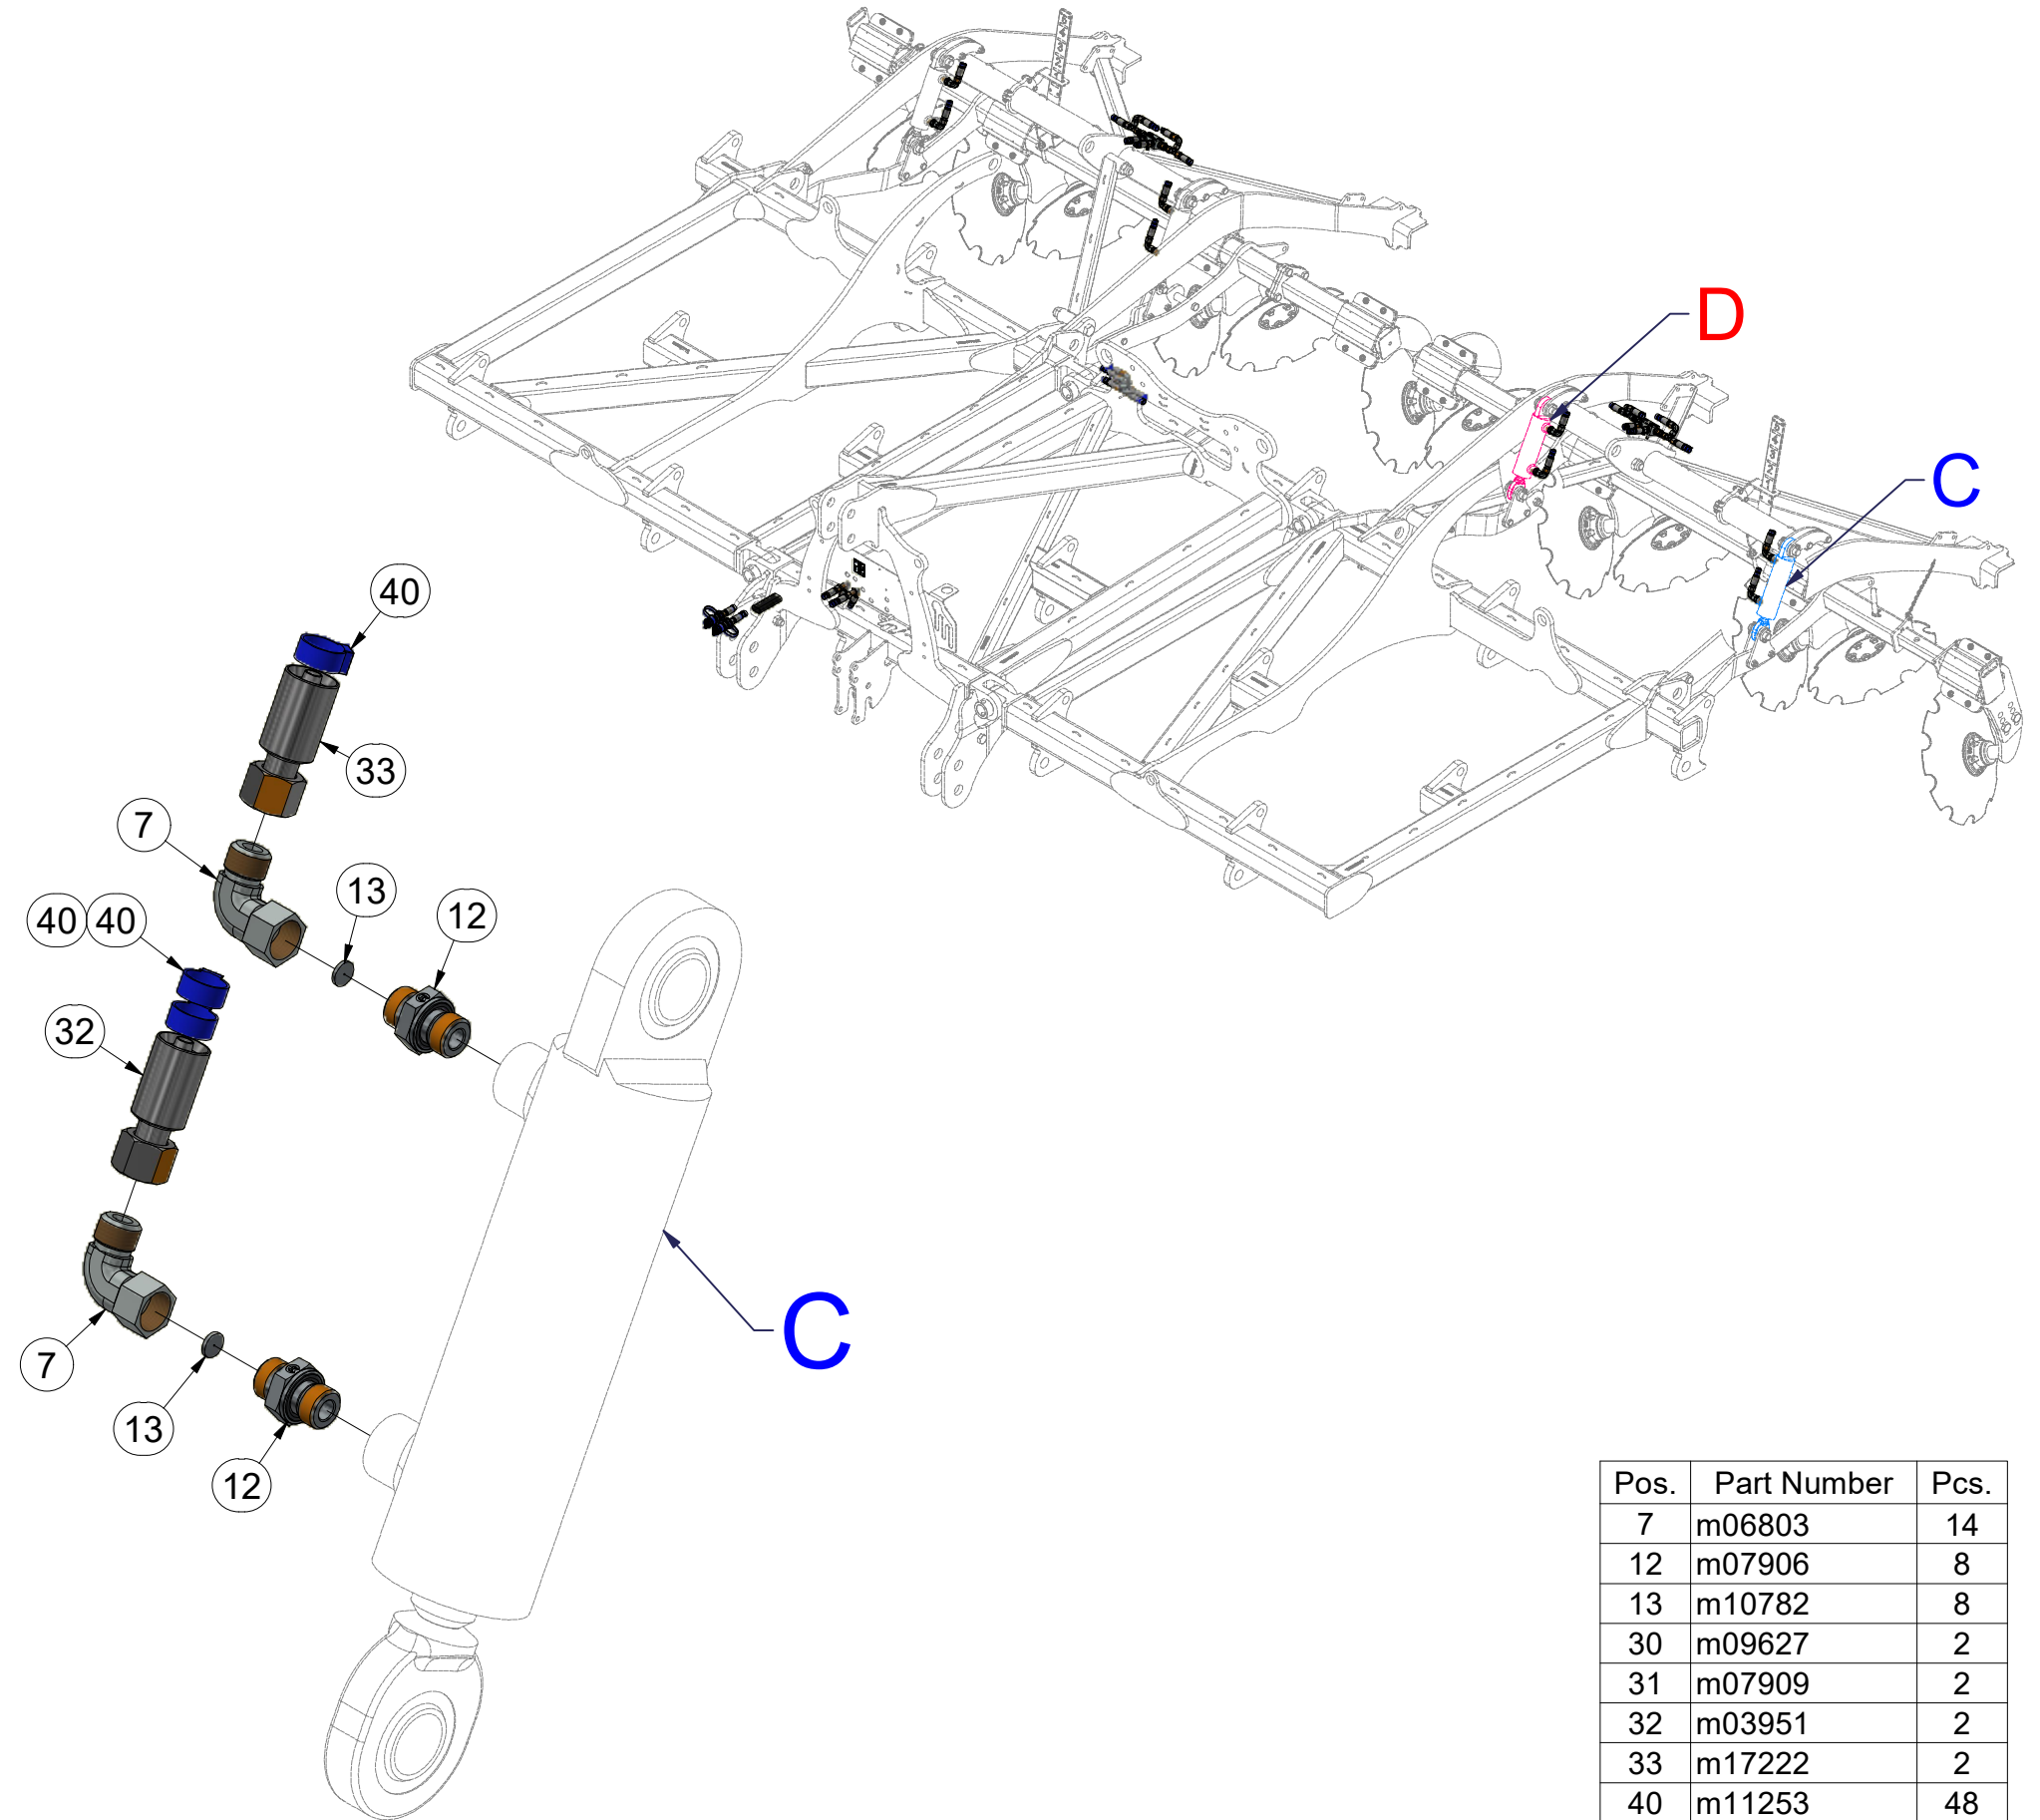 D
C
40
33
7
13
12
40 40
32
C
7
13
12
Pos. Part Number Pcs.
7 m06803 14
12 m07906 8
13 m10782 8
30 m09627 2
31 m07909 2
32 m03951 2
33 m17222 2
40 m11253 48